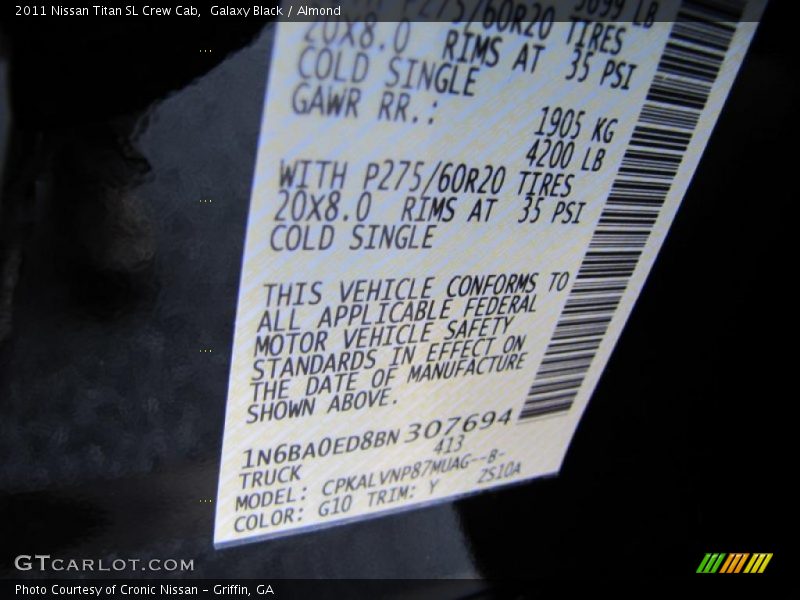 2011 Nissan Titan SL Crew Cab,  Galaxy Black / Almond
LB
P275/60R20 TIRES
20X8.0 RIMS AT 35 PSI
COLD SINGLE
GAWR RR.:
1905 KG
4200 LB
WITH P275/60R20 TIRES
20X8.0 RIMS AT 35 PSI
COLD SINGLE
THIS VEHICLE CONFORMS TO
ALL APPLICABLE FEDERAL
MOTOR VEHICLE SAFETY
STANDARDS IN EFFECT ON
THE DATE OF MANUFACTURE
SHOWN ABOVE.
1N6BA0ED8BN307694
TRUCK 413
MODEL: CPKALVNP87MUAG--B-
COLOR: G10 TRIM: Y ZS10A
GTCARLOT.COM
Photo Courtesy of Cronic Nissan - Griffin, GA